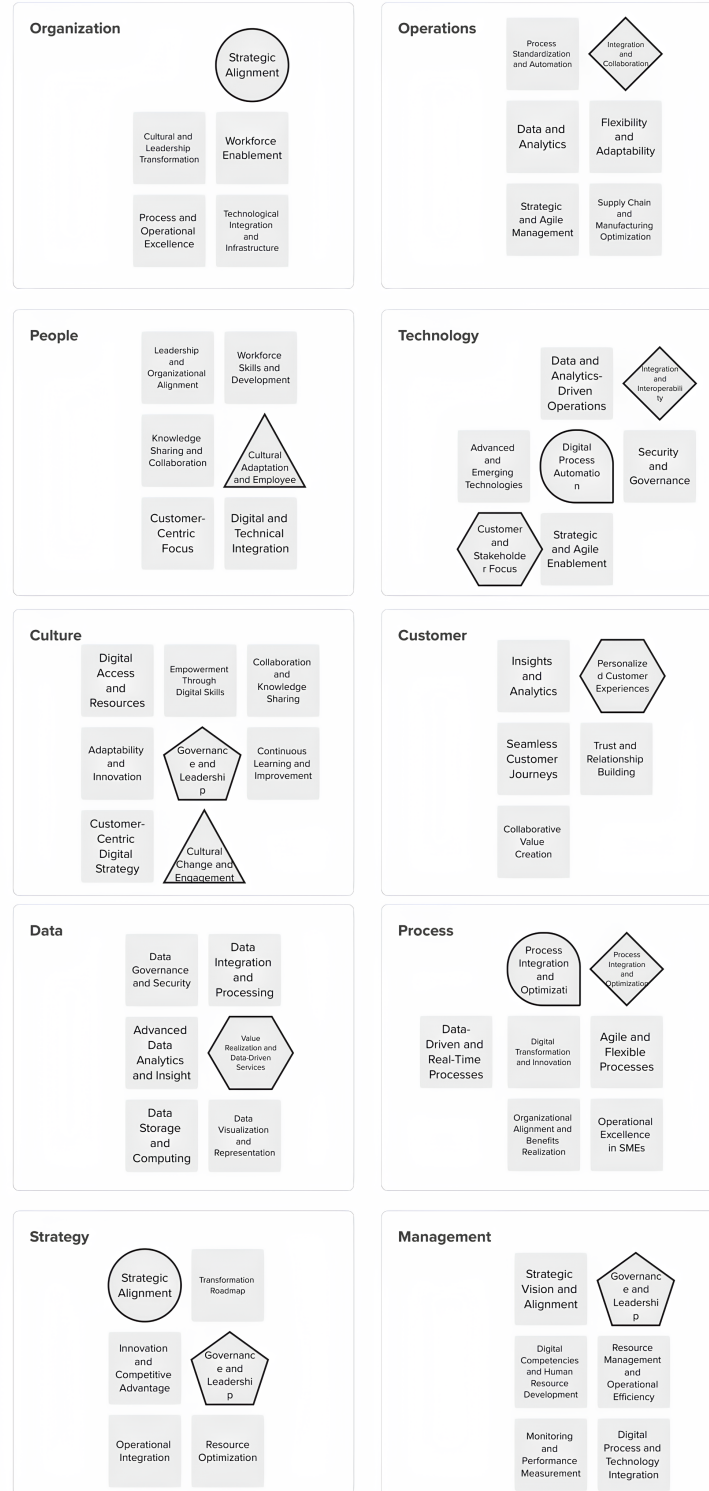 Organization
Strategic
Alignment
Cultural and
Leadership
Transformation
Workforce
Enablement
Process and
Operational
Excellence
Technological
Integration
and
Infrastructure
Operations
Process
Standardization
and Automation
Integration
and
Collaboration
Data and
Analytics
Flexibility
and
Adaptability
Strategic
and Agile
Management
Supply Chain
and
Manufacturing
Optimization
People
Leadership
and
Organizational
Alignment
Workforce
Skills and
Development
Knowledge
Sharing and
Collaboration
Cultural
Adaptation
and Employee
Customer-
Centric
Focus
Digital and
Technical
Integration
Technology
Data and
Analytics-
Driven
Operations
Integration
and
Interoperabili
ty
Advanced
and
Emerging
Technologies
Digital
Process
Automatio
n
Security
and
Governance
Customer
and
Stakeholde
r Focus
Strategic
and Agile
Enablement
Culture
Digital
Access
and
Resources
Empowerment
Through
Digital Skills
Collaboration
and
Knowledge
Sharing
Adaptability
and
Innovation
Governanc
e and
Leadershi
p
Continuous
Learning and
Improvement
Customer-
Centric
Digital
Strategy
Cultural
Change and
Engagement
Customer
Insights
and
Analytics
Personalize
d Customer
Experiences
Seamless
Customer
Journeys
Trust and
Relationship
Building
Collaborative
Value
Creation
Data
Data
Governance
and Security
Data
Integration
and
Processing
Advanced
Data
Analytics
and Insight
Value
Realization and
Data-Driven
Services
Data
Storage
and
Computing
Data
Visualization
and
Representation
Process
Process
Integration
and
Optimizati
Process
Integration
and
Optimization
Data-
Driven and
Real-Time
Processes
Digital
Transformation
and Innovation
Agile and
Flexible
Processes
Organizational
Alignment and
Benefits
Realization
Operational
Excellence
in SMEs
Strategy
Strategic
Alignment
Transformation
Roadmap
Innovation
and
Competitive
Advantage
Governanc
e and
Leadershi
p
Operational
Integration
Resource
Optimization
Management
Strategic
Vision and
Alignment
Governanc
e and
Leadershi
p
Digital
Competencies
and Human
Resource
Development
Resource
Management
and
Operational
Efficiency
Monitoring
and
Performance
Measurement
Digital
Process and
Technology
Integration